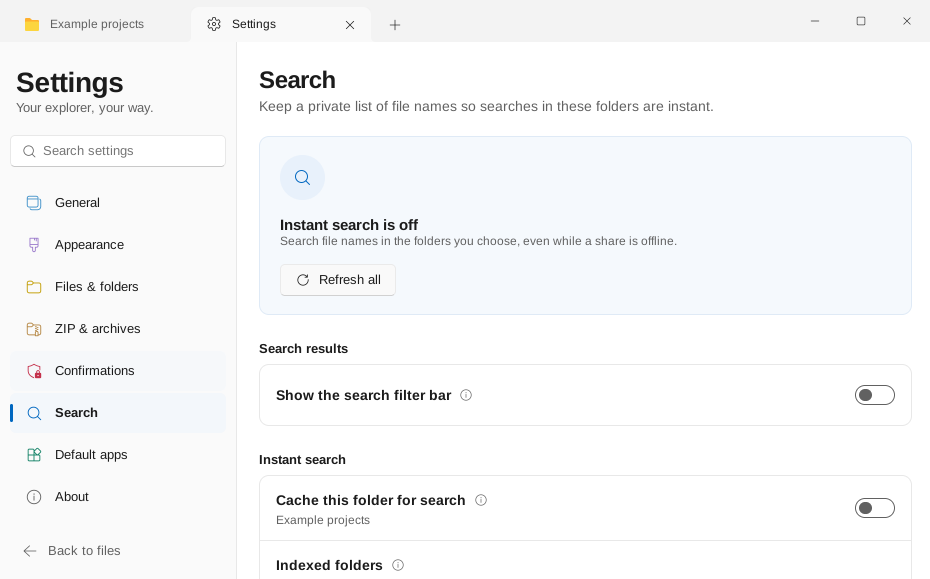 Example projects
Settings
Settings
Your explorer, your way.
Search settings
General
Appearance
Files & folders
ZIP & archives
Confirmations
Search
Default apps
About
Back to files
Search
Keep a private list of file names so searches in these folders are instant.
Instant search is off
Search file names in the folders you choose, even while a share is offline.
Refresh all
Search results
Show the search filter bar
Instant search
Cache this folder for search
Example projects
Indexed folders